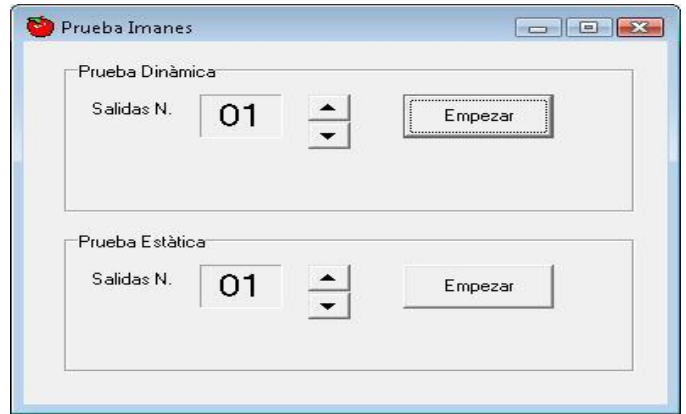 Prueba Imanes
Prueba Dinàmica
Salidas N. 01 Empezar
Prueba Estàtica
Salidas N. 01 Empezar